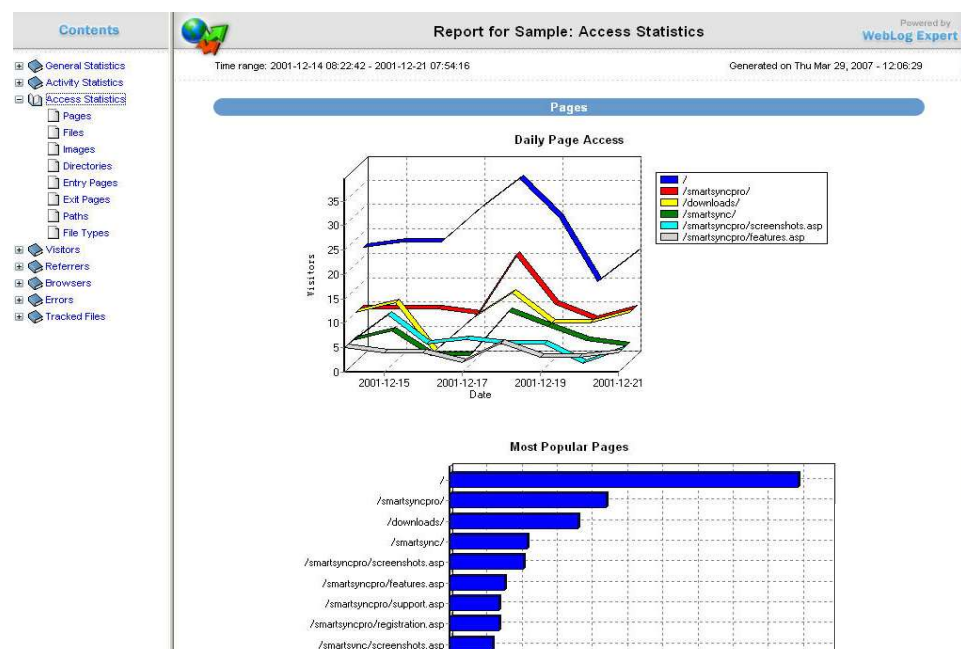 Contents
General Statistics
Activity Statistics
Access Statistics
Pages
Files
Images
Directories
Entry Pages
Exit Pages
Paths
File Types
Visitors
Referrers
Browsers
Errors
Tracked Files
Report for Sample: Access Statistics
Powered by
WebLog Expert
Time range: 2001-12-14 08:22:42 - 2001-12-21 07:54:16
Generated on Thu Mar 29, 2007 - 12:06:29
Pages
Daily Page Access
Visitors
35
30
25
20
15
10
5
0
2001-12-15
2001-12-17
2001-12-19
2001-12-21
Date
/
/smartsyncpro/
/downloads/
/smartsync/
/smartsyncpro/screenshots.asp
/smartsyncpro/features.asp
Most Popular Pages
/
/smartsyncpro/
/downloads/
/smartsync/
/smartsyncpro/screenshots.asp
/smartsyncpro/features.asp
/smartsyncpro/support.asp
/smartsyncpro/registration.asp
/smartsync/screenshots.asp